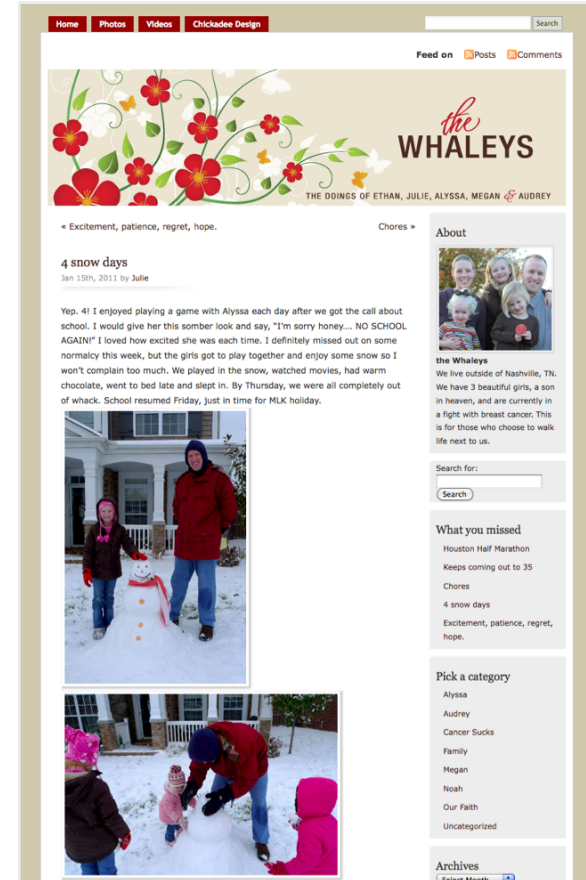 Home Photos Videos Chickadee Design Search
Feed on Posts Comments
the
WHALEYS
THE DOINGS OF ETHAN, JULIE, ALYSSA, MEGAN & AUDREY
« Excitement, patience, regret, hope. Chores »
4 snow days
Jan 15th, 2011 by Julie
Yep. 4! I enjoyed playing a game with Alyssa each day after we got the call about
school. I would give her this somber look and say, "I'm sorry honey.... NO SCHOOL
AGAIN!" I loved how excited she was each time. I definitely missed out on some
normalcy this week, but the girls got to play together and enjoy some snow so I
won't complain too much. We played in the snow, watched movies, had warm
chocolate, went to bed late and slept in. By Thursday, we were all completely out
of whack. School resumed Friday, just in time for MLK holiday.
About
the Whaleys
We live outside of Nashville, TN.
We have 3 beautiful girls, a son
in heaven, and are currently in
a fight with breast cancer. This
is for those who choose to walk
life next to us.
Search for:
Search
What you missed
Houston Half Marathon
Keeps coming out to 35
Chores
4 snow days
Excitement, patience, regret,
hope.
Pick a category
Alyssa
Audrey
Cancer Sucks
Family
Megan
Noah
Our Faith
Uncategorized
Archives
Select Month